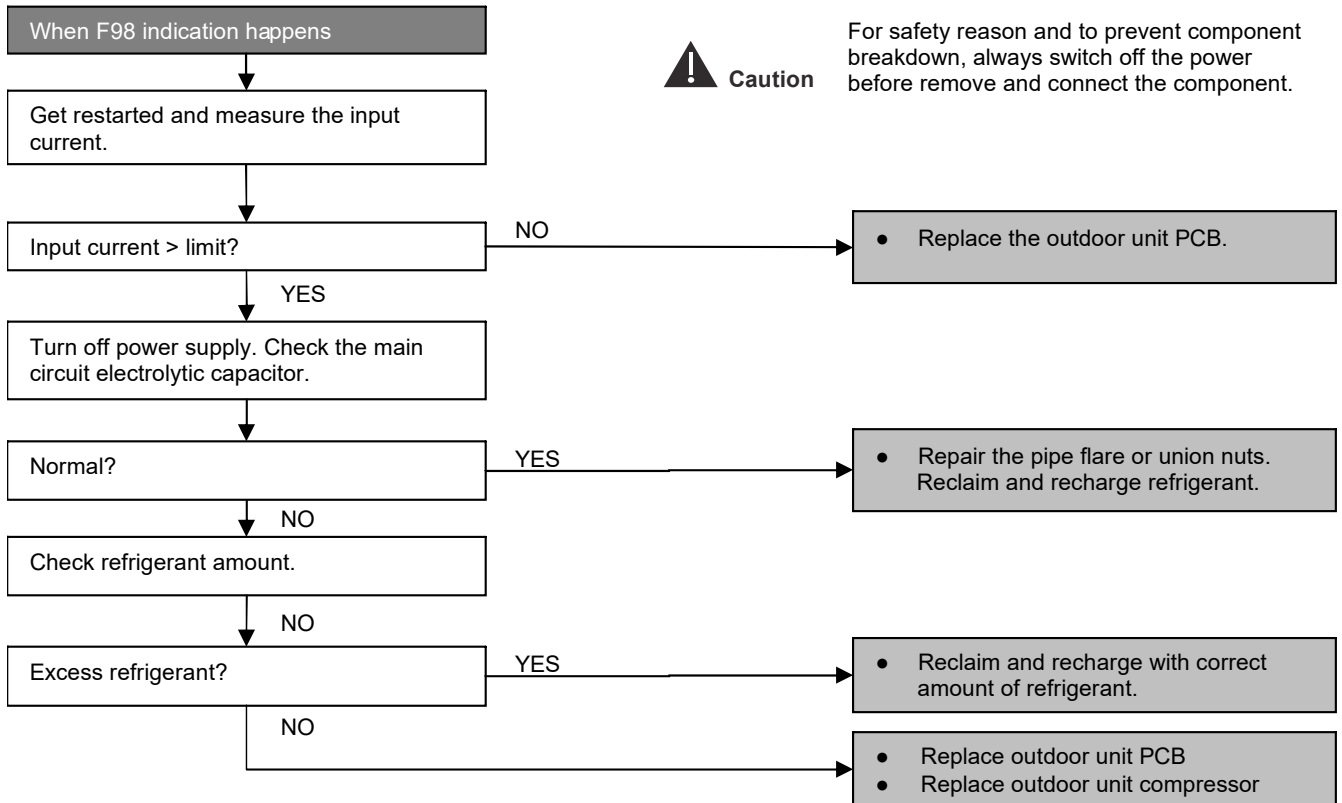 When F98 indication happens
For safety reason and to prevent component
breakdown, always switch off the power
before remove and connect the component.
Caution
Get restarted and measure the input
current.
Input current > limit?
NO
● Replace the outdoor unit PCB.
YES
Turn off power supply. Check the main
circuit electrolytic capacitor.
Normal?
YES
● Repair the pipe flare or union nuts.
Reclaim and recharge refrigerant.
NO
Check refrigerant amount.
NO
Excess refrigerant?
YES
● Reclaim and recharge with correct
amount of refrigerant.
NO
● Replace outdoor unit PCB
● Replace outdoor unit compressor